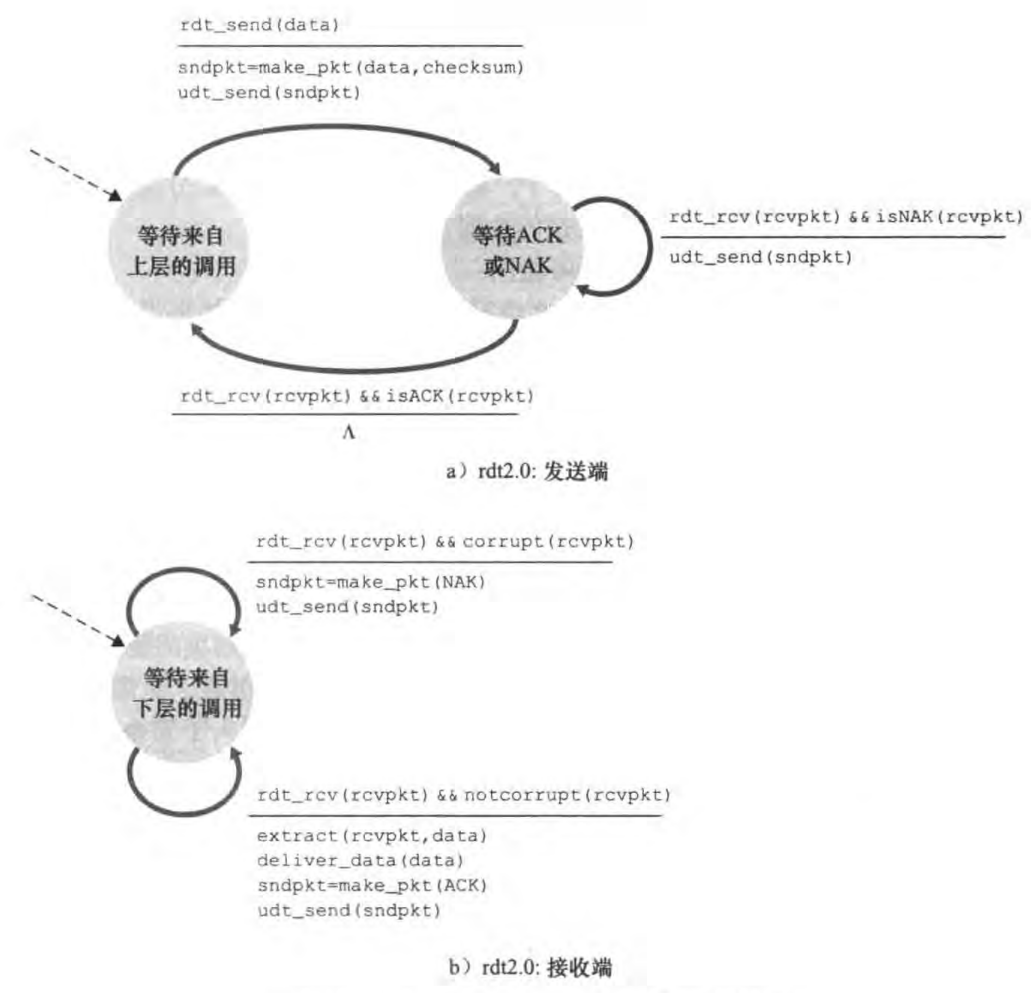 rdt_send(data)
sndpkt=make_pkt(data,checksum)
udt_send(sndpkt)
等待来自
上层的调用
等待ACK
或NAK
rdt_rcv(rcvpkt)&&isNAK(rcvpkt)
udt_send(sndpkt)
rdt_rcv(rcvpkt)&&isACK(rcvpkt)
Λ
a）rdt2.0: 发送端
rdt_rcv(rcvpkt)&&corrupt(rcvpkt)
sndpkt=make_pkt(NAK)
udt_send(sndpkt)
等待来自
下层的调用
rdt_rcv(rcvpkt)&&notcorrupt(rcvpkt)
extract(rcvpkt,data)
deliver_data(data)
sndpkt=make_pkt(ACK)
udt_send(sndpkt)
b）rdt2.0: 接收端